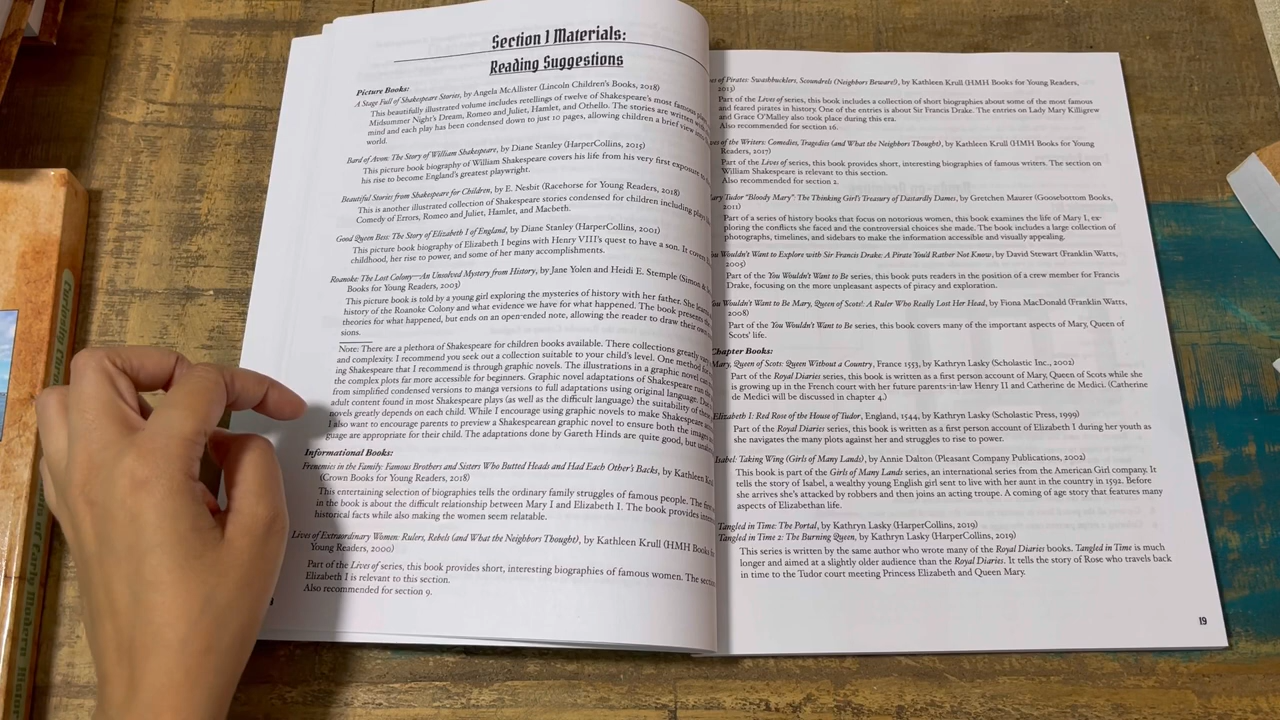 Section 1 Materials:
Reading Suggestions
Picture Books:
A Stage Full of Shakespeare Stories, by Angela McAllister (Lincoln Children's Books, 2018)
This beautifully illustrated volume includes retellings of twelve of Shakespeare's most famous
Midsummer Night's Dream, Romeo and Juliet, Hamlet, and Othello. The stories are written
mind and each play has been condensed down to just 10 pages, allowing children a brief view
world.
Bard of Avon: The Story of William Shakespeare, by Diane Stanley (HarperCollins, 2015)
This picture book biography of William Shakespeare covers his life from his very first exposure
his rise to become England's greatest playwright.
Beautiful Stories from Shakespeare for Children, by E. Nesbit (Racehorse for Young Readers, 2018)
This is another illustrated collection of Shakespeare stories condensed for children including
Comedy of Errors, Romeo and Juliet, Hamlet, and Macbeth.
Good Queen Bess: The Story of Elizabeth I of England, by Diane Stanley (HarperCollins, 2001)
This picture book biography of Elizabeth I begins with Henry VIII's quest to have a son. It
childhood, her rise to power, and some of her many accomplishments.
Roanoke: The Lost Colony—An Unsolved Mystery from History, by Jane Yolen and Heidi E. Stemple (Simon &
Books for Young Readers, 2003)
This picture book is told by a young girl exploring the mysteries of history with her father. She
history of the Roanoke Colony and what evidence we have for what happened. The book presents
theories for what happened, but ends on an open-ended note, allowing the reader to draw their own
sions.
Note: There are a plethora of Shakespeare for children books available. There collections greatly
and complexity. I recommend you seek out a collection suitable to your child's level. One method
ing Shakespeare that I recommend is through graphic novels. The illustrations in a graphic novel
the complex plots far more accessible for beginners. Graphic novel adaptations of Shakespeare
from simplified versions to manga versions to full adaptations using original language.
adult content found in most Shakespeare plays (as well as the difficult language) the suitability of
novels greatly depends on each child. While I encourage using graphic novels to make Shakespeare
I also want to encourage parents to preview a Shakespearean graphic novel to ensure both the
guage are appropriate for their child. The adaptions done by Gareth Hinds are quite good, but
Informational Books:
Frenemies in the Family: Famous Brothers and Sisters Who Butted Heads and Had Each Other's Backs, by Kathleen
(Crown Books for Young Readers, 2018)
This entertaining selection of biographies tells the ordinary family struggles of famous people. The
in the book is about the difficult relationship between Mary I and Elizabeth I. The book provides
historical facts while also making the women seem relatable.
Lives of Extraordinary Women: Rulers, Rebels (and What the Neighbors Thought), by Kathleen Krull (HMH Books
Young Readers, 2000)
Part of the Lives of series, this book provides short, interesting biographies of famous women. The
Elizabeth I is relevant to this section.
Also recommended for section 9.
of Pirates: Swashbucklers, Scoundrels (Neighbors Beware!), by Kathleen Krull (HMH Books for Young Readers,
2013)
Part of the Lives of series, this book includes a collection of short biographies about some of the most famous
and feared pirates in history. One of the entries is about Sir Francis Drake. The entries on Lady Mary Killigrew
and Grace O'Malley also took place during this era.
Also recommended for section 16.
of the Writers: Comedies, Tragedies (and What the Neighbors Thought), by Kathleen Krull (HMH Books for Young
Readers, 2017)
Part of the Lives of series, this book provides short, interesting biographies of famous writers. The section on
William Shakespeare is relevant to this section.
Also recommended for section 2.
Tudor "Bloody Mary": The Thinking Girl's Treasury of Dastardly Dames, by Gretchen Maurer (Goosebottom Books,
2011)
Part of a series of history books that focus on notorious women, this book examines the life of Mary I, ex-
ploring the conflicts she faced and the controversial choices she made. The book includes a large collection of
photographs, timelines, and sidebars to make the information accessible and visually appealing.
You Wouldn't Want to Explore with Sir Francis Drake: A Pirate You'd Rather Not Know, by David Stewart (Franklin Watts,
2005)
Part of the You Wouldn't Want to Be series, this book puts readers in the position of a crew member for Francis
Drake, focusing on the more unpleasant aspects of piracy and exploration.
You Wouldn't Want to Be Mary, Queen of Scots!: A Ruler Who Really Lost Her Head, by Fiona MacDonald (Franklin Watts,
2008)
Part of the You Wouldn't Want to Be series, this book covers many of the important aspects of Mary, Queen of
Scots' life.
Chapter Books:
Mary, Queen of Scots: Queen Without a Country, France 1553, by Kathryn Lasky (Scholastic Inc., 2002)
Part of the Royal Diaries series, this book is written as a first person account of Mary, Queen of Scots while she
is growing up in the French court with her future parents-in-law Henry II and Catherine de Medici. (Catherine
de Medici will be discussed in chapter 4.)
Elizabeth I: Red Rose of the House of Tudor, England, 1544, by Kathryn Lasky (Scholastic Press, 1999)
Part of the Royal Diaries series, this book is written as a first person account of Elizabeth I during her youth as
she navigates the many plots against her and struggles to rise to power.
Isabel: Taking Wing (Girls of Many Lands), by Annie Dalton (Pleasant Company Publications, 2002)
This book is part of the Girls of Many Lands series, an international series from the American Girl company. It
tells the story of Isabel, a wealthy young English girl sent to live with her aunt in the country in 1592. Before
she arrives she's attacked by robbers and then joins an acting troupe. A coming of age story that features many
aspects of Elizabethan life.
Tangled in Time: The Portal, by Kathryn Lasky (HarperCollins, 2019)
Tangled in Time 2: The Burning Queen, by Kathryn Lasky (HarperCollins, 2019)
This series is written by the same author who wrote many of the Royal Diaries books. Tangled in Time is much
longer and aimed at a slightly older audience than the Royal Diaries. It tells the story of Rose who travels back
in time to the Tudor court meeting Princess Elizabeth and Queen Mary.
19